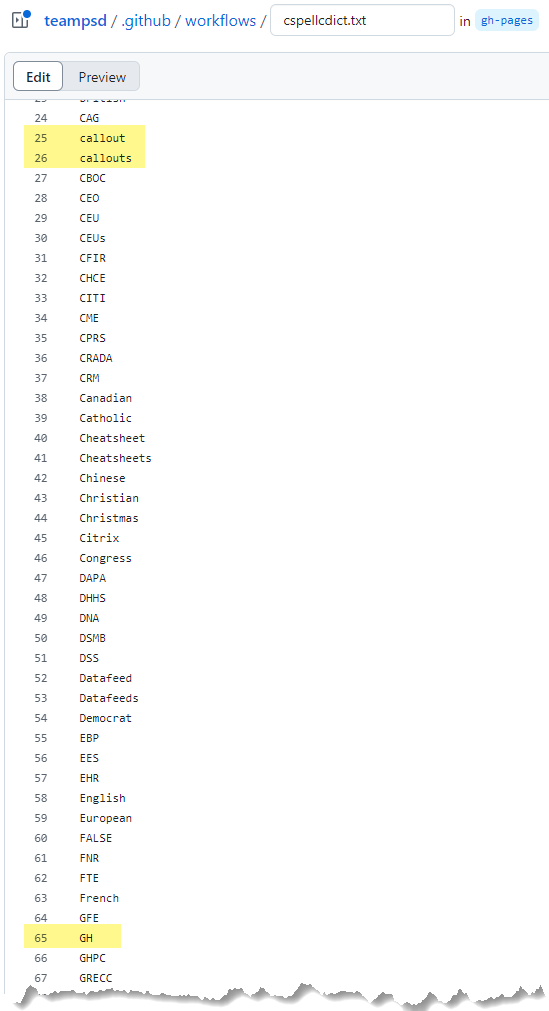 teampsd / .github / workflows / cspellcdict.txt in gh-pages
Edit Preview
23 British
24 CAG
25 callout
26 callouts
27 CBOC
28 CEO
29 CEU
30 CEUs
31 CFIR
32 CHCE
33 CITI
34 CME
35 CPRS
36 CRADA
37 CRM
38 Canadian
39 Catholic
40 Cheatsheet
41 Cheatsheets
42 Chinese
43 Christian
44 Christmas
45 Citrix
46 Congress
47 DAPA
48 DHHS
49 DNA
50 DSMB
51 DSS
52 Datafeed
53 Datafeeds
54 Democrat
55 EBP
56 EES
57 EHR
58 English
59 European
60 FALSE
61 FNR
62 FTE
63 French
64 GFE
65 GH
66 GHPC
67 GRECC